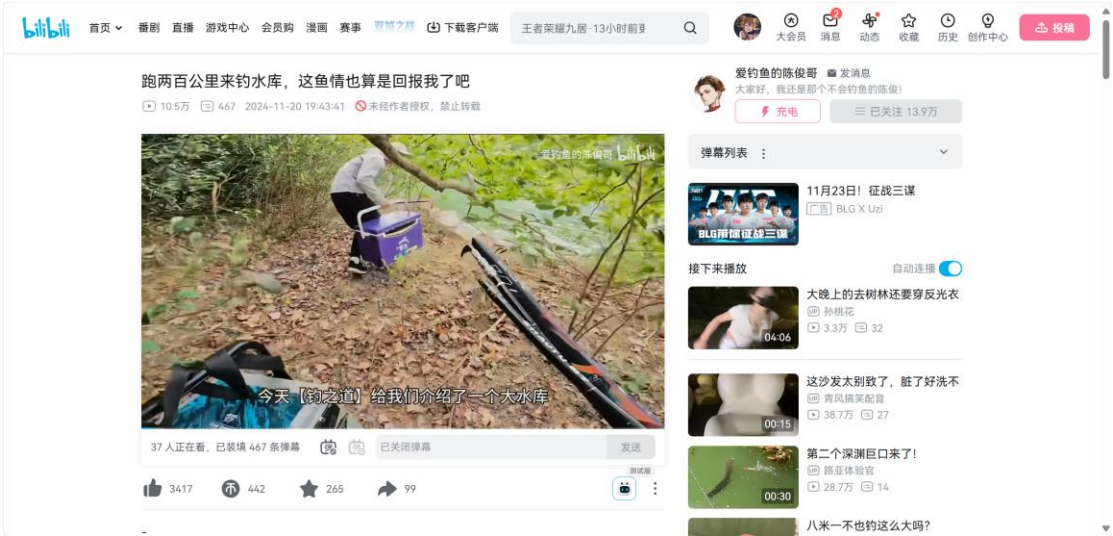 bilibili 首页 番剧 直播 游戏中心 会员购 漫画 赛事 下载客户端 王者荣耀九居·13小时前更 大会员 2 消息 动态 收藏 历史 创作中心 投稿
跑两百公里来钓水库，这鱼情也算是回报我了吧
10.5万 467 2024-11-20 19:43:41 未经作者授权，禁止转载
爱钓鱼的陈俊哥 bilibili
今天【钓之道】给我们介绍了一个大水库
37 人正在看，已装填 467 条弹幕 已关闭弹幕 发送
测试版
3417 442 265 99
爱钓鱼的陈俊哥 发消息
大家好，我还是那个不会钓鱼的陈俊!
充电 已关注 13.9万
弹幕列表
BLG带你征战三谋
11月23日！征战三谋
广告 BLG X Uzi
接下来播放 自动连播
04:06
大晚上的去树林还要穿反光衣
UP 孙桃花
3.3万 32
00:15
这沙发太别致了，脏了好洗不
UP 青风搞笑配音
38.7万 27
00:30
第二个深渊巨口来了！
UP 路亚体验官
28.7万 14
八米一不也钓这么大吗?